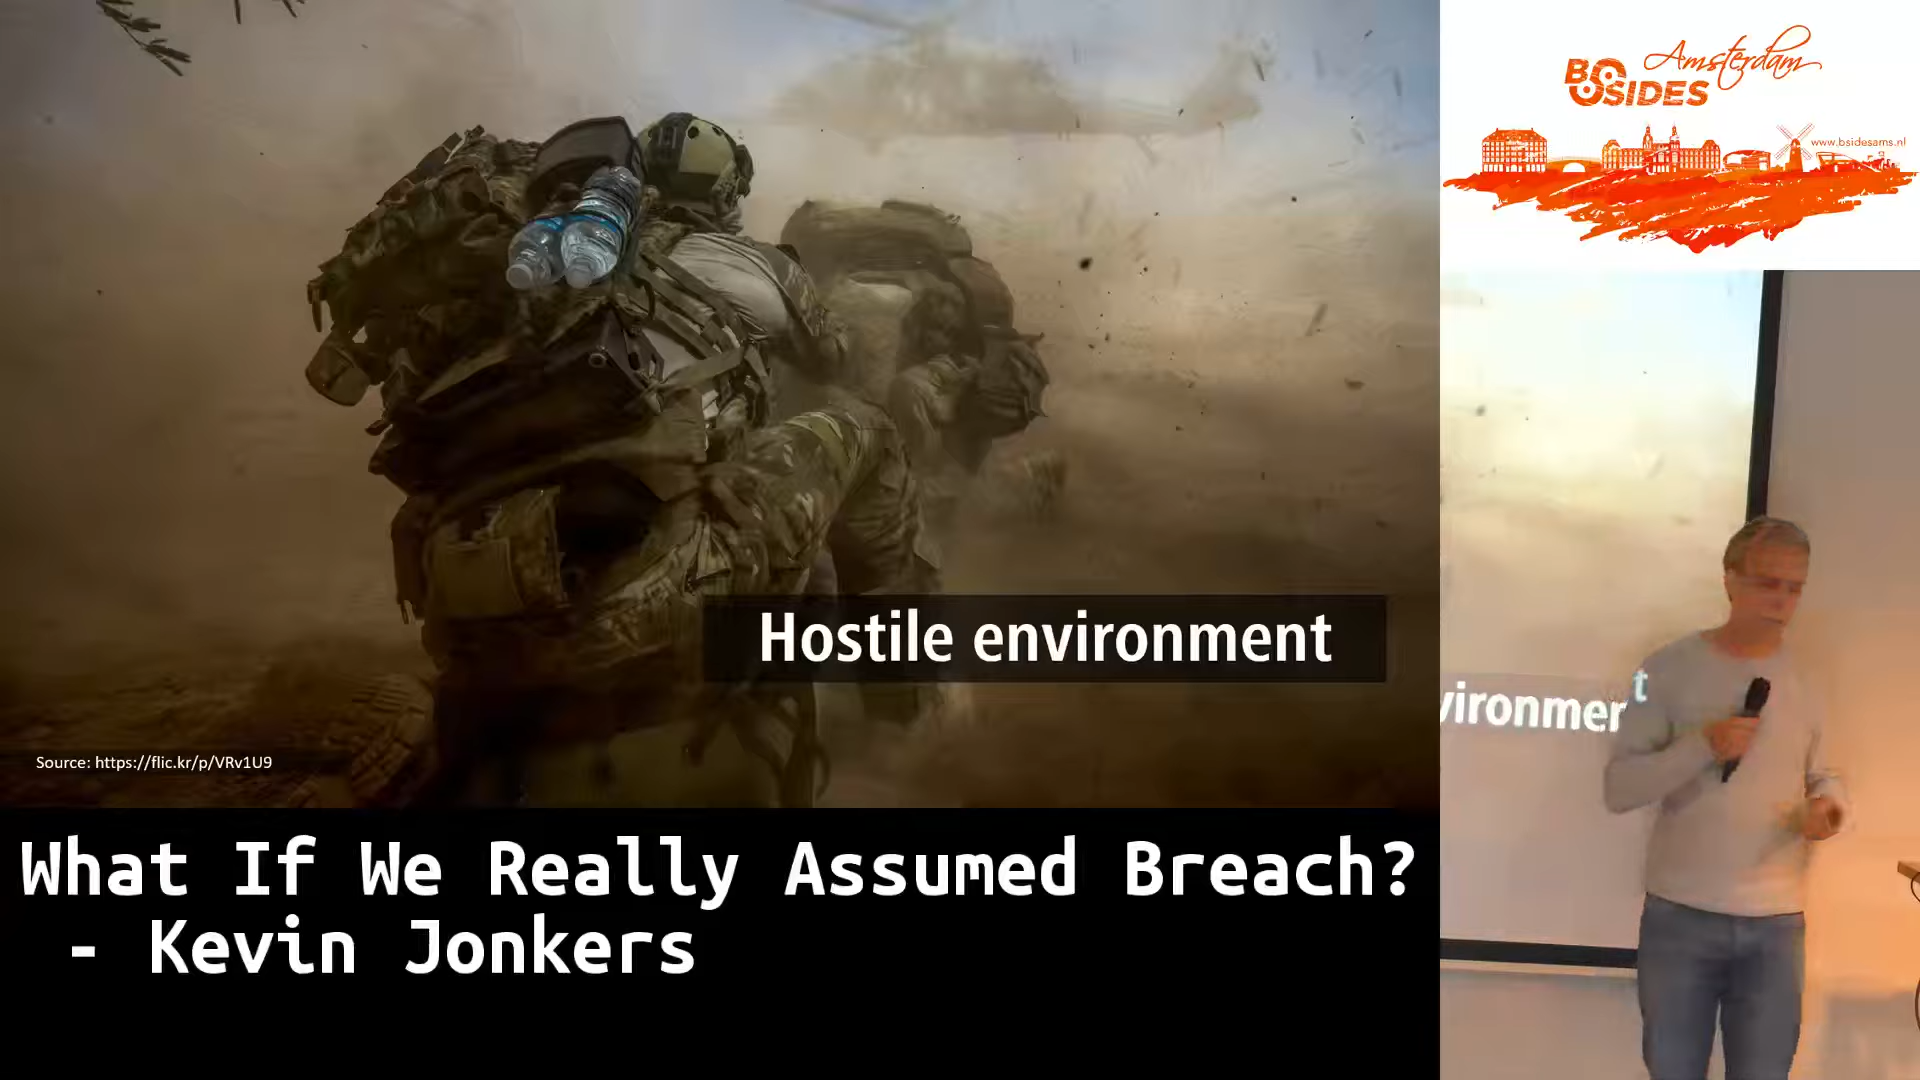 Amsterdam
BSIDES
www.bsidesams.nl
Hostile environment
vironment
Source: https://flic.kr/p/VRv1U9
What If We Really Assumed Breach?
- Kevin Jonkers